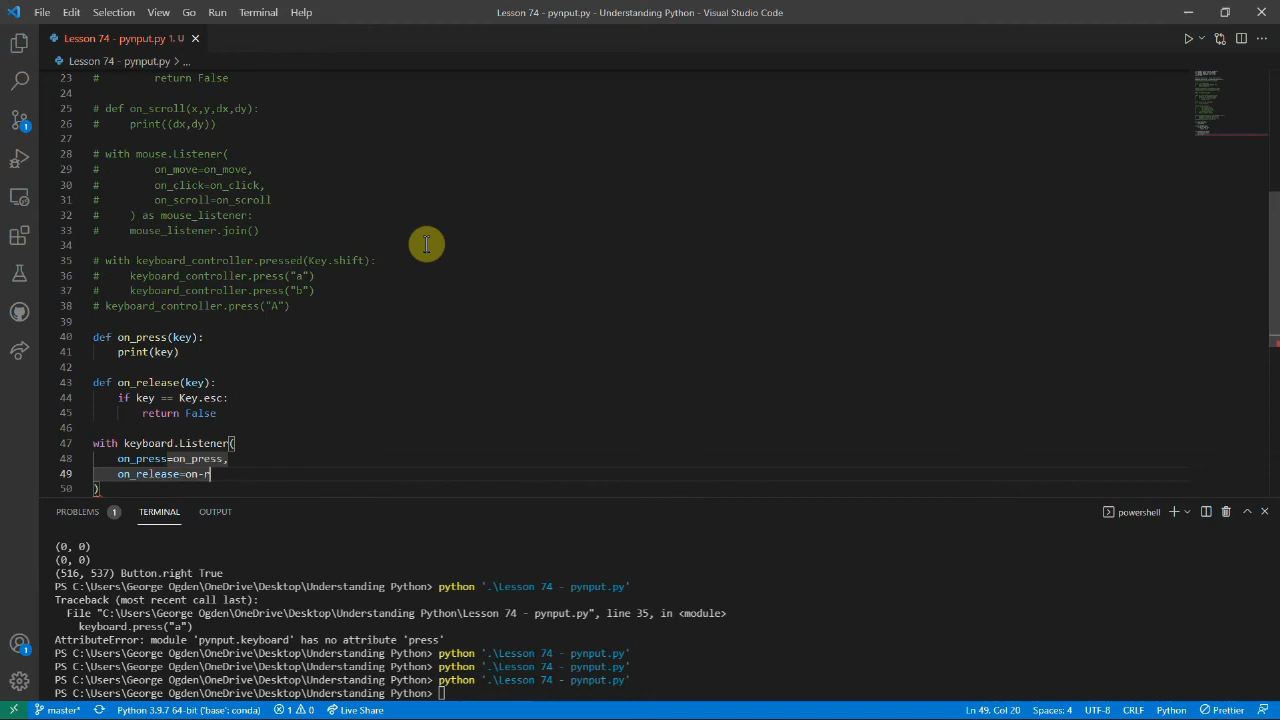 File Edit Selection View Go Run Terminal Help
Lesson 74 - pynput.py - Understanding Python - Visual Studio Code
Lesson 74 - pynput.py 1, U
Lesson 74 - pynput.py > ...
23 # return False
24
25 # def on_scroll(x,y,dx,dy):
26 # print((dx,dy))
27
28 # with mouse.Listener(
29 # on_move=on_move,
30 # on_click=on_click,
31 # on_scroll=on_scroll
32 # ) as mouse_listener:
33 # mouse_listener.join()
34
35 # with keyboard_controller.pressed(Key.shift):
36 # keyboard_controller.press("a")
37 # keyboard_controller.press("b")
38 # keyboard_controller.press("A")
39
40 def on_press(key):
41 print(key)
42
43 def on_release(key):
44 if key == Key.esc:
45 return False
46
47 with keyboard.Listener(
48 on_press=on_press,
49 on_release=on-r
50 )
PROBLEMS 1 TERMINAL OUTPUT
powershell
(0, 0)
(0, 0)
(516, 537) Button.right True
PS C:\Users\George Ogden\OneDrive\Desktop\Understanding Python> python '.\Lesson 74 - pynput.py'
Traceback (most recent call last):
File "C:\Users\George Ogden\OneDrive\Desktop\Understanding Python\Lesson 74 - pynput.py", line 35, in <module>
keyboard.press("a")
AttributeError: module 'pynput.keyboard' has no attribute 'press'
PS C:\Users\George Ogden\OneDrive\Desktop\Understanding Python> python '.\Lesson 74 - pynput.py'
PS C:\Users\George Ogden\OneDrive\Desktop\Understanding Python> python '.\Lesson 74 - pynput.py'
PS C:\Users\George Ogden\OneDrive\Desktop\Understanding Python> python '.\Lesson 74 - pynput.py'
PS C:\Users\George Ogden\OneDrive\Desktop\Understanding Python>
master* Python 3.9.7 64-bit ('base': conda) 1 0 Live Share Ln 49, Col 20 Spaces: 4 UTF-8 CRLF Python Prettier